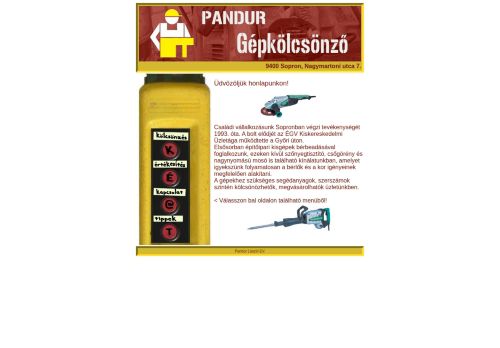 PANDUR
Gépkölcsönző
9400 Sopron, Nagymartoni utca 7.
Üdvözöljük honlapunkon!
kölcsönzés
K
értékesítés
É
kapcsolat
@
tippek
T
Családi vállalkozásunk Sopronban végzi tevékenységét
1993. óta. A bolt elődjét az ÉGV Kiskereskedelmi
Üzletága működtette a Győri úton.
Elsősorban építőipari kisgépek bérbeadásával
foglalkozunk, ezeken kívül szőnyegtisztító, csőgörény és
nagynyomású mosó is található kínálatunkban, amelyet
igyekszünk folyamatosan a bérlők és a kor igényeinek
megfelelően alakítani.
A gépekhez szükséges segédanyagok, szerszámok
szintén kölcsönözhetők, megvásárolhatók üzletünkben.
< Válasszon bal oldalon található menüből!